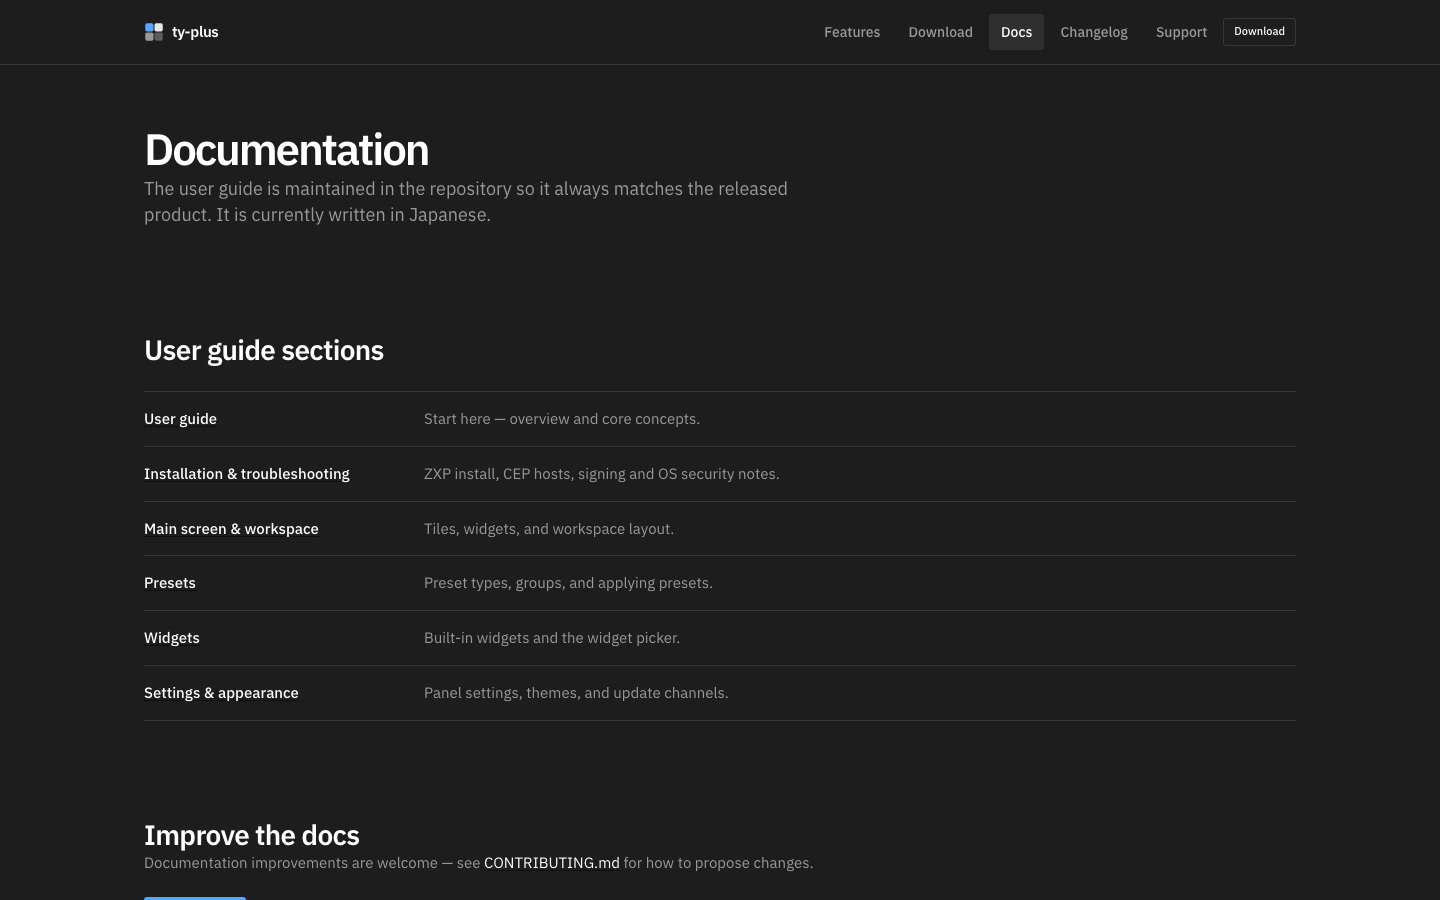 ty-plus
Features
Download
Docs
Changelog
Support
Download
Documentation
The user guide is maintained in the repository so it always matches the released
product. It is currently written in Japanese.
User guide sections
User guide
Start here — overview and core concepts.
Installation & troubleshooting
ZXP install, CEP hosts, signing and OS security notes.
Main screen & workspace
Tiles, widgets, and workspace layout.
Presets
Preset types, groups, and applying presets.
Widgets
Built-in widgets and the widget picker.
Settings & appearance
Panel settings, themes, and update channels.
Improve the docs
Documentation improvements are welcome — see CONTRIBUTING.md for how to propose changes.